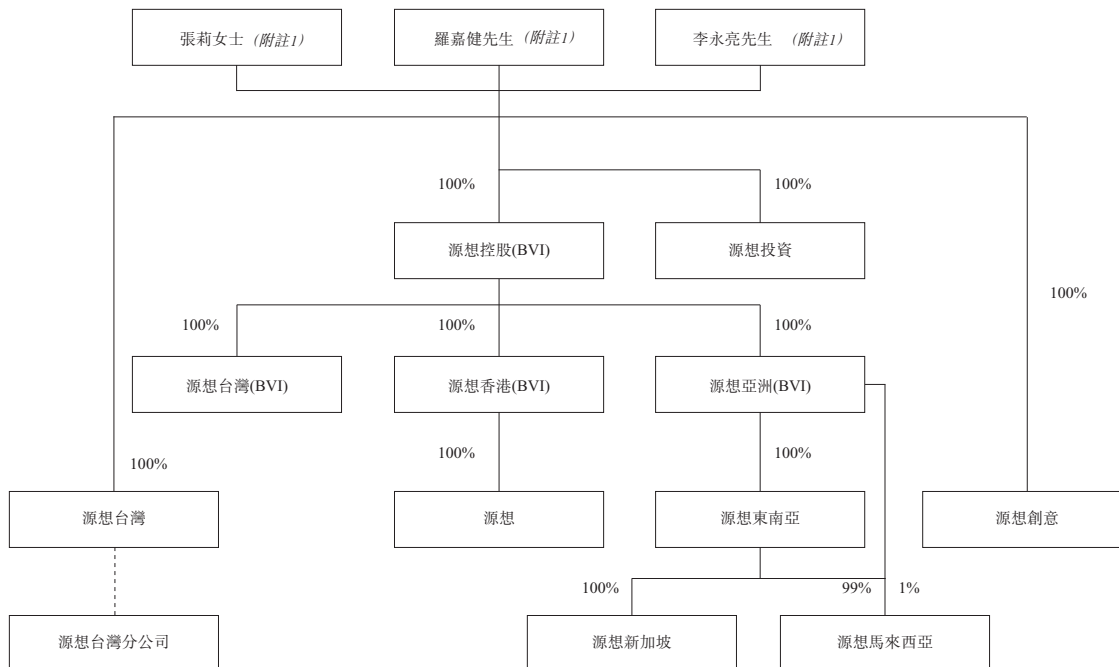 張莉女士（附註1）
羅嘉健先生（附註1）
李永亮先生 （附註1）
100%
100%
源想控股(BVI)
源想投資
100%
100%
100%
100%
源想台灣(BVI)
源想香港(BVI)
源想亞洲(BVI)
100%
100%
100%
源想台灣
源想
源想東南亞
源想創意
100%
99%
1%
源想台灣分公司
源想新加坡
源想馬來西亞